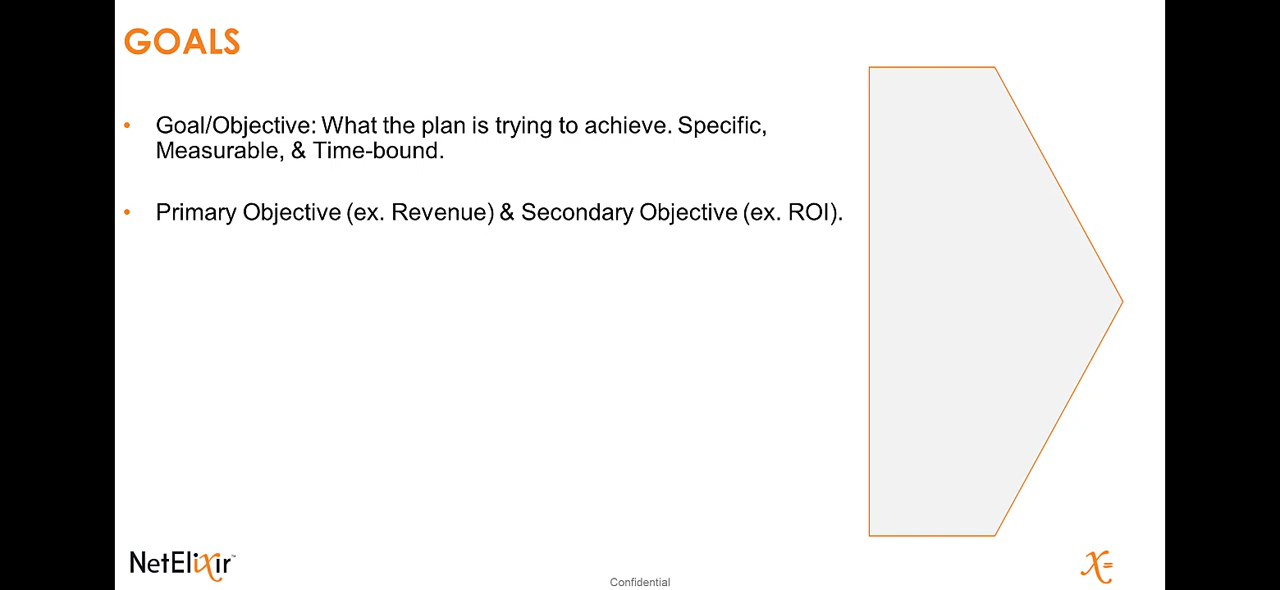 GOALS
• Goal/Objective: What the plan is trying to achieve. Specific,
Measurable, & Time-bound.
• Primary Objective (ex. Revenue) & Secondary Objective (ex. ROI).
NetElixir™
Confidential
X=